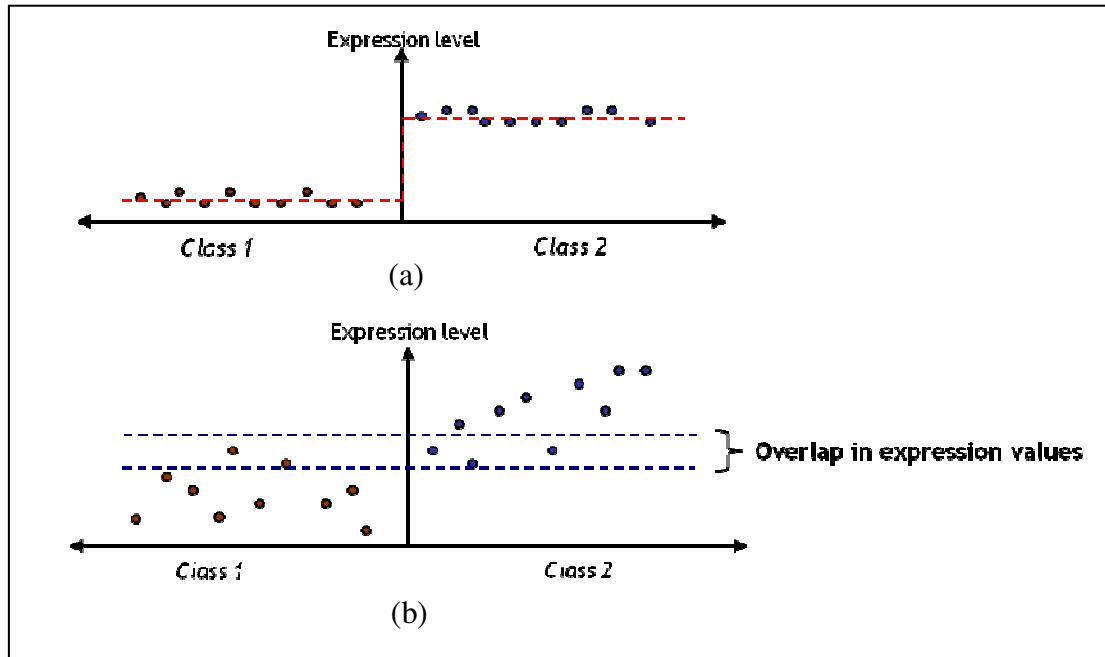 Expression level
Class 1
Class 2
(a)
Expression level
Overlap in expression values
Class 1
Class 2
(b)